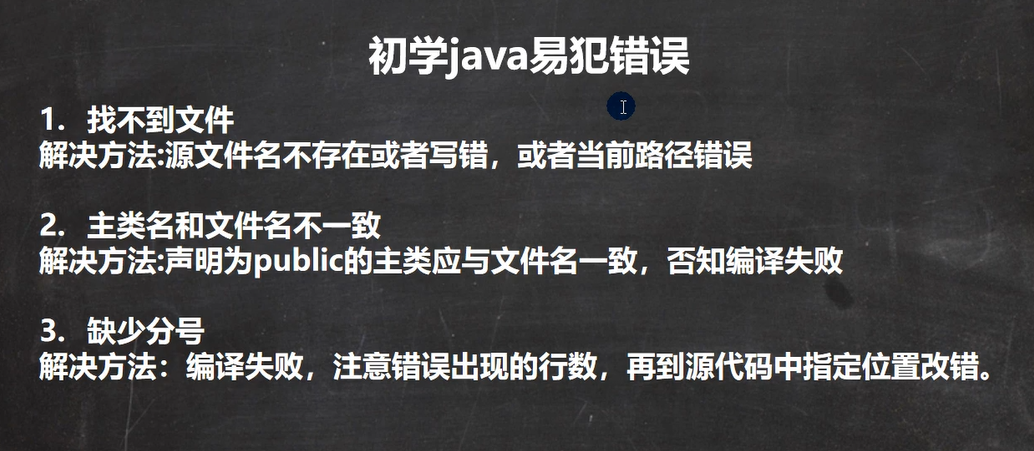 初学java易犯错误
1. 找不到文件
解决方法:源文件名不存在或者写错，或者当前路径错误
2. 主类名和文件名不一致
解决方法:声明为public的主类应与文件名一致，否知编译失败
3. 缺少分号
解决方法：编译失败，注意错误出现的行数，再到源代码中指定位置改错。